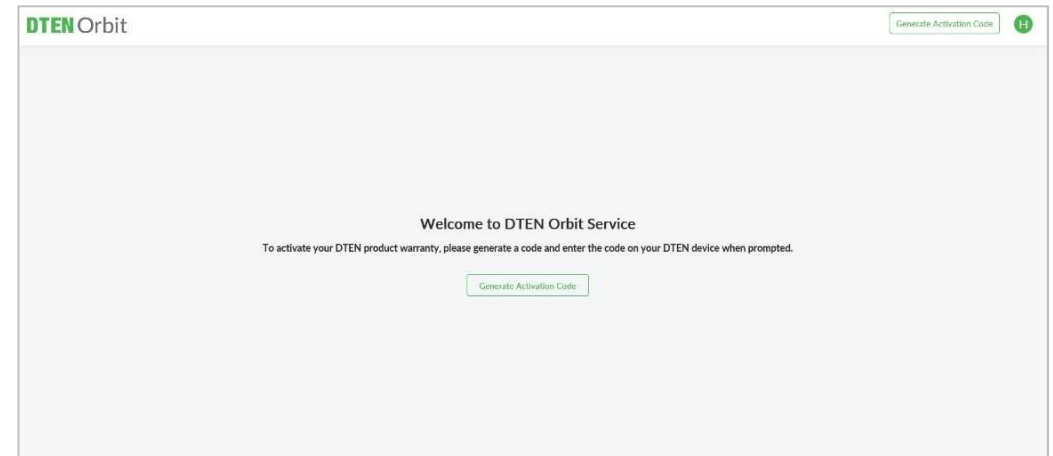 DTEN Orbit
Generate Activation Code
H
Welcome to DTEN Orbit Service
To activate your DTEN product warranty, please generate a code and enter the code on your DTEN device when prompted.
Generate Activation Code